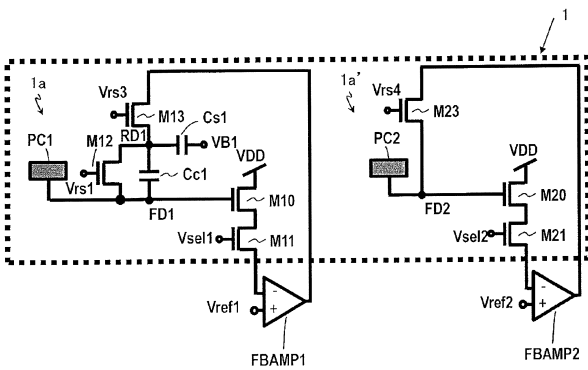 1
1a
1a'
Vrs3
M13
RD1
Cs1
M12
PC1
VB1
Vrs1
Cc1
VDD
FD1
M10
Vsel1
M11
Vref1
-
+
FBAMP1
Vrs4
M23
PC2
VDD
FD2
M20
Vsel2
M21
Vref2
-
+
FBAMP2